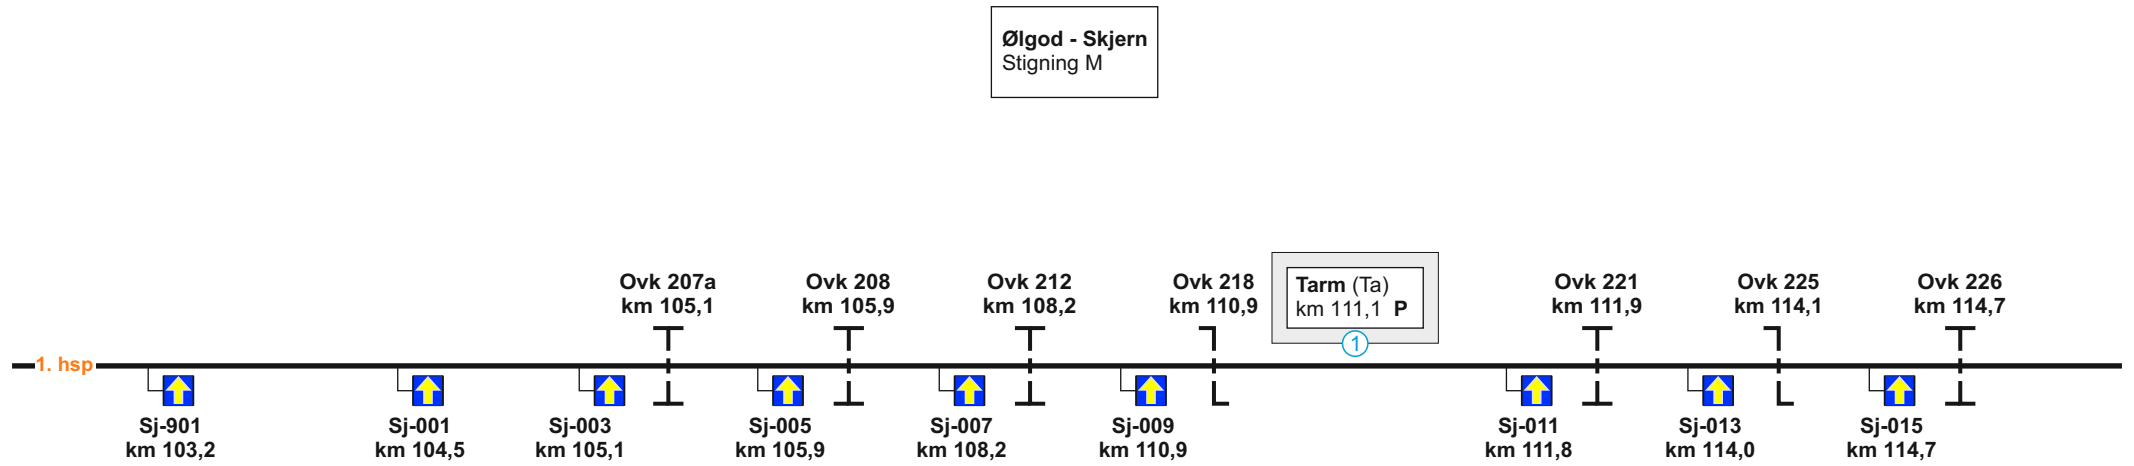 Ølgod - Skjern
Stigning M
Ovk 207a
km 105,1
Ovk 208
km 105,9
Ovk 212
km 108,2
Ovk 218
km 110,9
Tarm (Ta)
km 111,1 P
1
Ovk 221
km 111,9
Ovk 225
km 114,1
Ovk 226
km 114,7
1. hsp
Sj-901
km 103,2
Sj-001
km 104,5
Sj-003
km 105,1
Sj-005
km 105,9
Sj-007
km 108,2
Sj-009
km 110,9
Sj-011
km 111,8
Sj-013
km 114,0
Sj-015
km 114,7